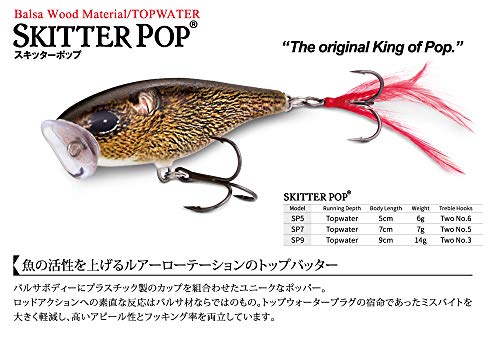 Balsa Wood Material/TOPWATER
SKITTER POP®
スキッターポップ
“The original King of Pop.”
SKITTER POP®
Model Running Depth Body Length Weight Treble Hooks
SP5 Topwater 5cm 6g Two No.6
SP7 Topwater 7cm 7g Two No.5
SP9 Topwater 9cm 14g Two No.3
魚の活性を上げるルアーローテーションのトップバッター
バルサボディーにプラスチック製のカップを組合わせたユニークなポッパー。
ロッドアクションへの素直な反応はバルサ材ならではのもの。トップウォータープラグの宿命であったミスバイトを
大きく軽減し、高いアピール性とフッキング率を両立しています。